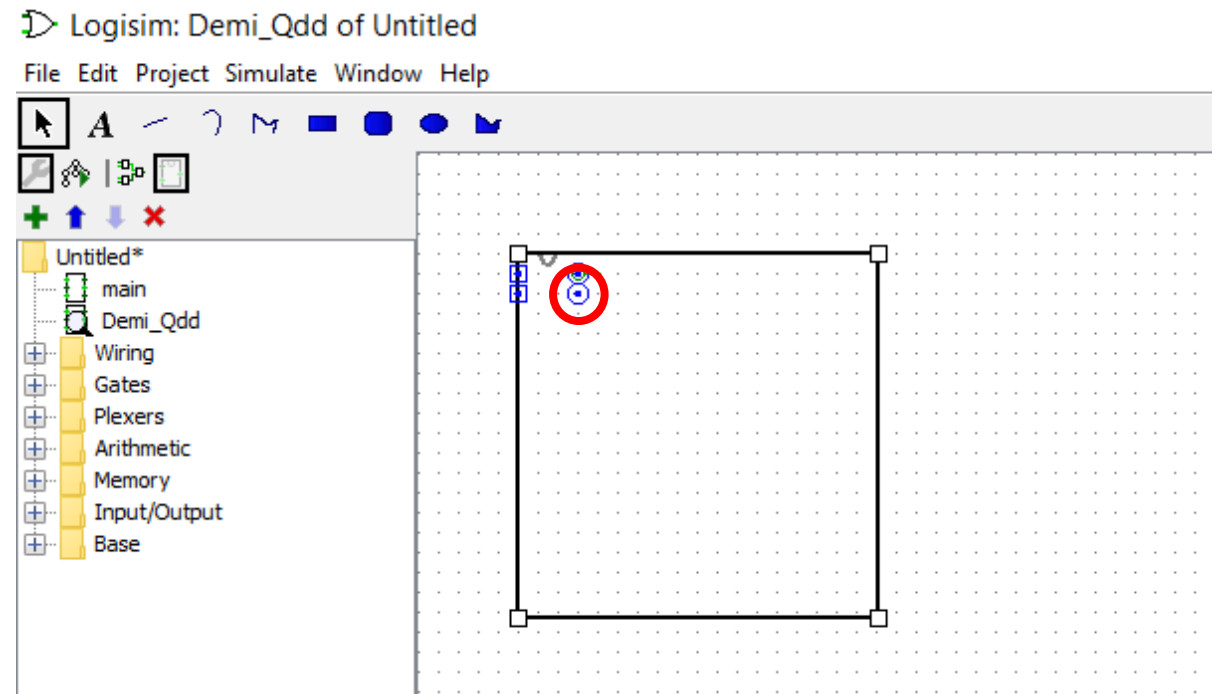 Logisim: Demi_Qdd of Untitled
File Edit Project Simulate Window Help
A
Untitled*
main
Demi_Qdd
Wiring
Gates
Plexers
Arithmetic
Memory
Input/Output
Base